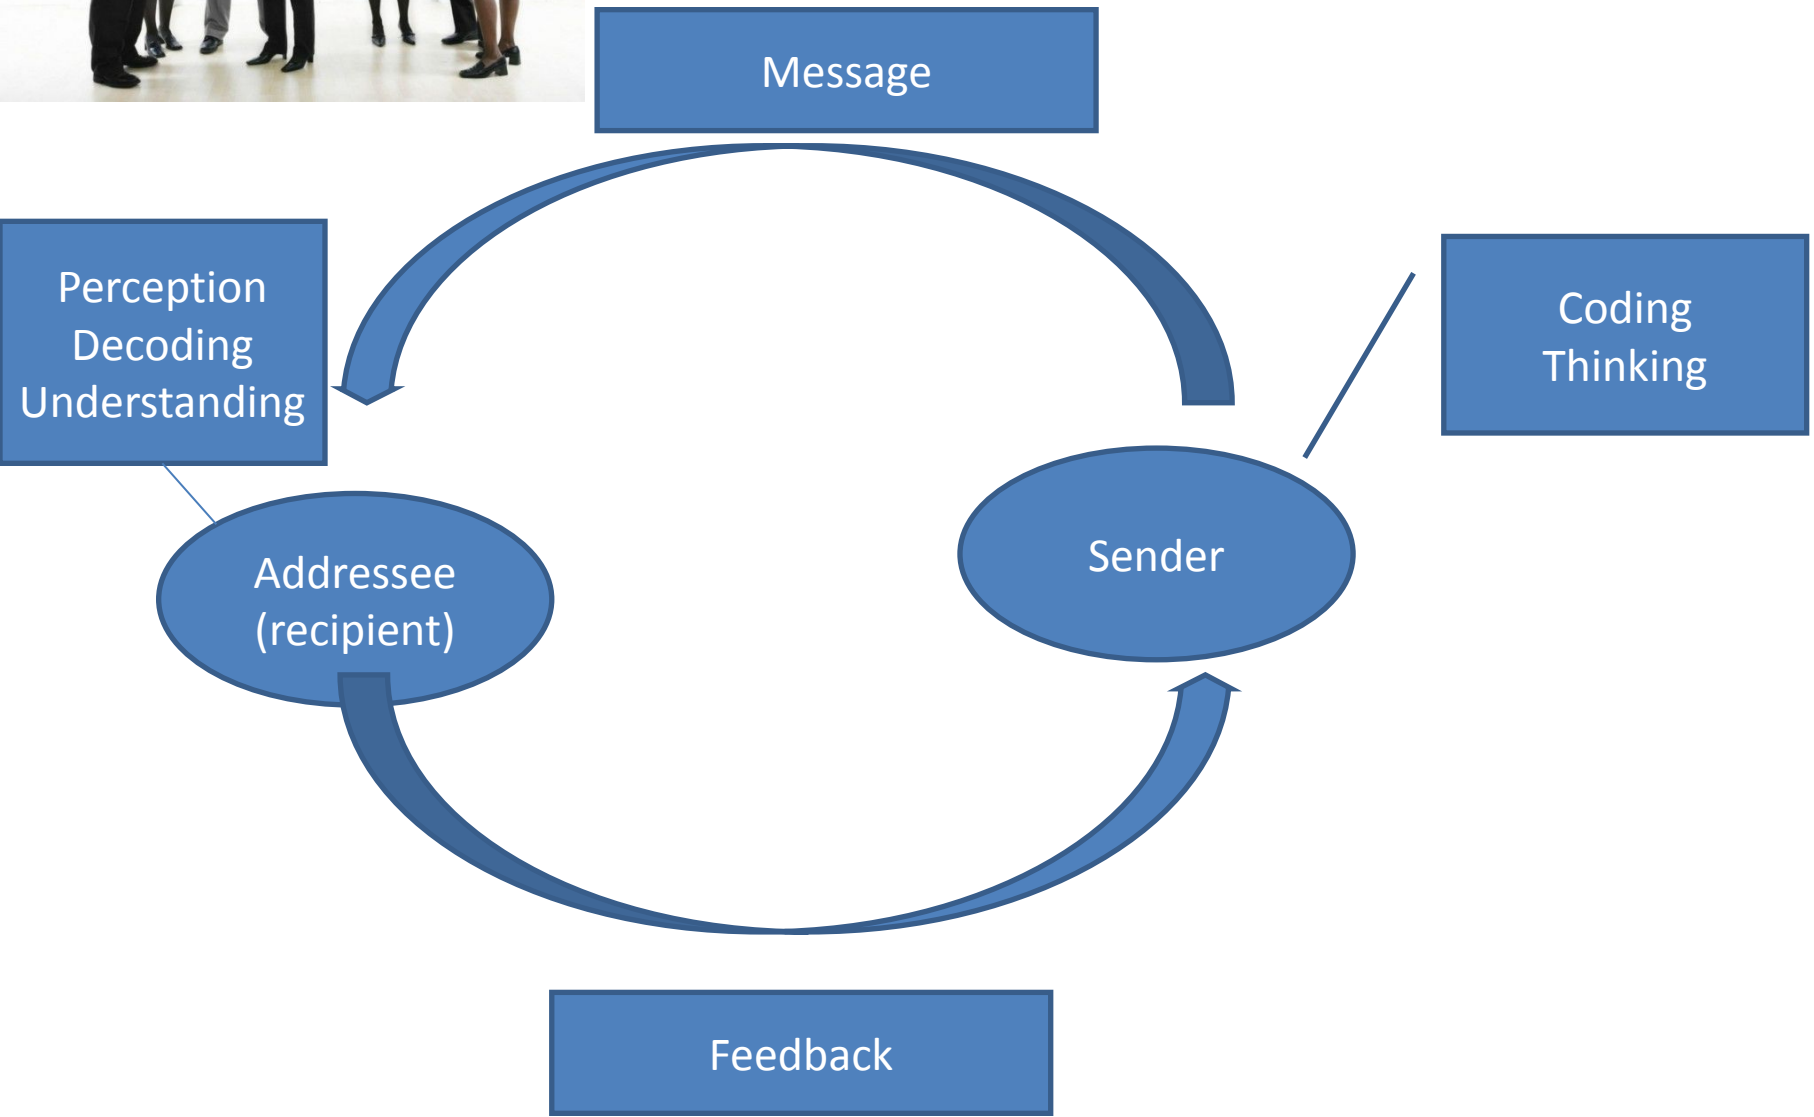 Message
Perception
Decoding
Understanding
Coding
Thinking
Addressee
(recipient)
Sender
Feedback